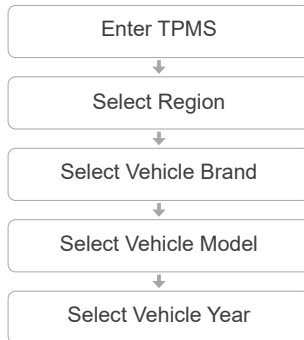 Enter TPMS
Select Region
Select Vehicle Brand
Select Vehicle Model
Select Vehicle Year